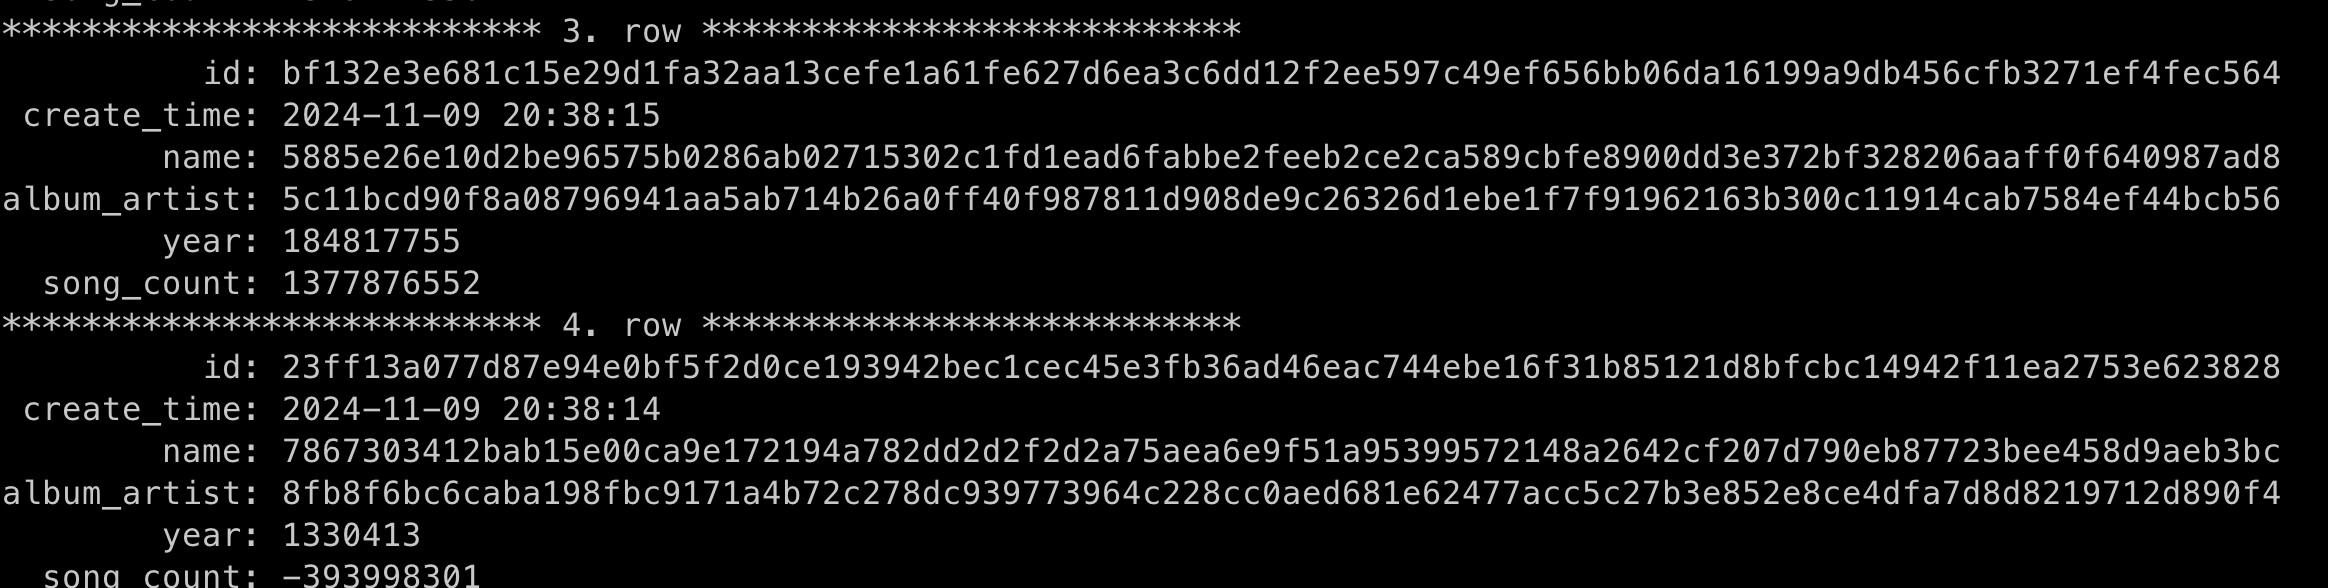 *************************** 3. row ***************************
id: bf132e3e681c15e29d1fa32aa13cefe1a61fe627d6ea3c6dd12f2ee597c49ef656bb06da16199a9db456cfb3271ef4fec564
create_time: 2024-11-09 20:38:15
name: 5885e26e10d2be96575b0286ab02715302c1fd1ead6fabbe2feeb2ce2ca589cbfe8900dd3e372bf328206aaff0f640987ad8
album_artist: 5c11bcd90f8a08796941aa5ab714b26a0ff40f987811d908de9c26326d1ebe1f7f91962163b300c11914cab7584ef44bcb56
year: 184817755
song_count: 1377876552
*************************** 4. row ***************************
id: 23ff13a077d87e94e0bf5f2d0ce193942bec1cec45e3fb36ad46eac744ebe16f31b85121d8bfcbc14942f11ea2753e623828
create_time: 2024-11-09 20:38:14
name: 7867303412bab15e00ca9e172194a782dd2d2f2d2a75aea6e9f51a95399572148a2642cf207d790eb87723bee458d9aeb3bc
album_artist: 8fb8f6bc6caba198fbc9171a4b72c278dc939773964c228cc0aed681e62477acc5c27b3e852e8ce4dfa7d8d8219712d890f4
year: 1330413
song_count: -393998301